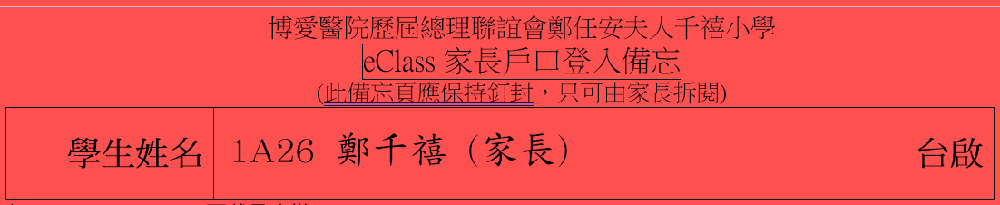 博愛醫院歷屆總理聯誼會鄭任安夫人千禧小學
eClass 家長戶口登入備忘
(此備忘頁應保持釘封，只可由家長拆閱)
學生姓名 1A26 鄭千禧 (家長) 台啟